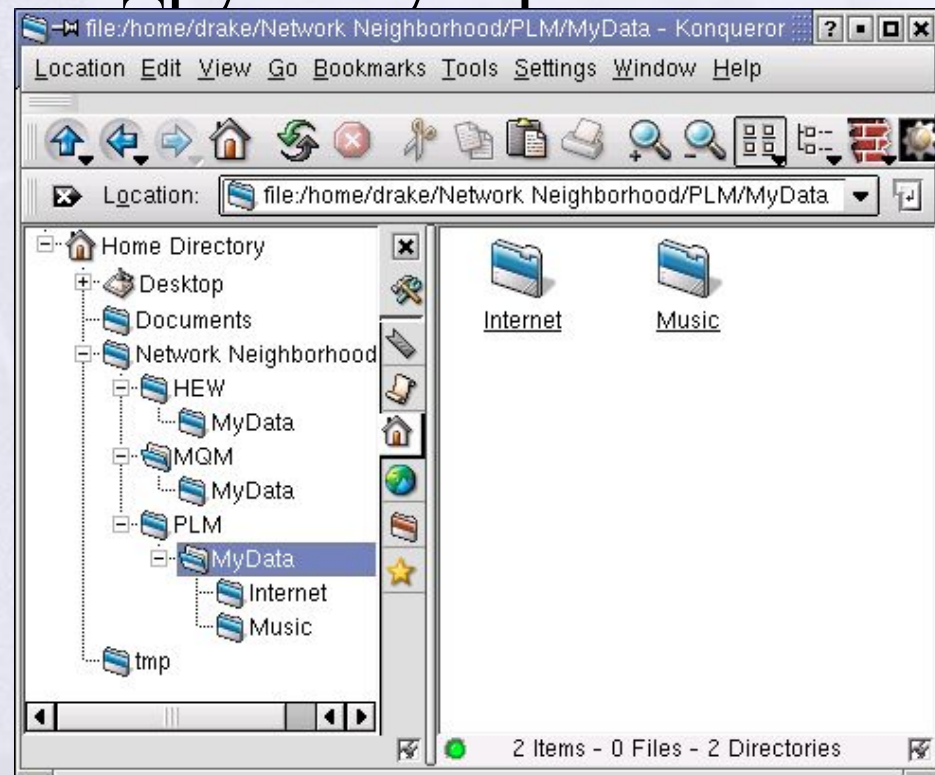 file:/home/drake/Network Neighborhood/PLM/MyData - Konqueror
Location Edit View Go Bookmarks Tools Settings Window Help
Location: file:/home/drake/Network Neighborhood/PLM/MyData
Home Directory
Desktop
Documents
Network Neighborhood
HEW
MyData
MQM
MyData
PLM
MyData
Internet
Music
tmp
Internet
Music
2 Items - 0 Files - 2 Directories